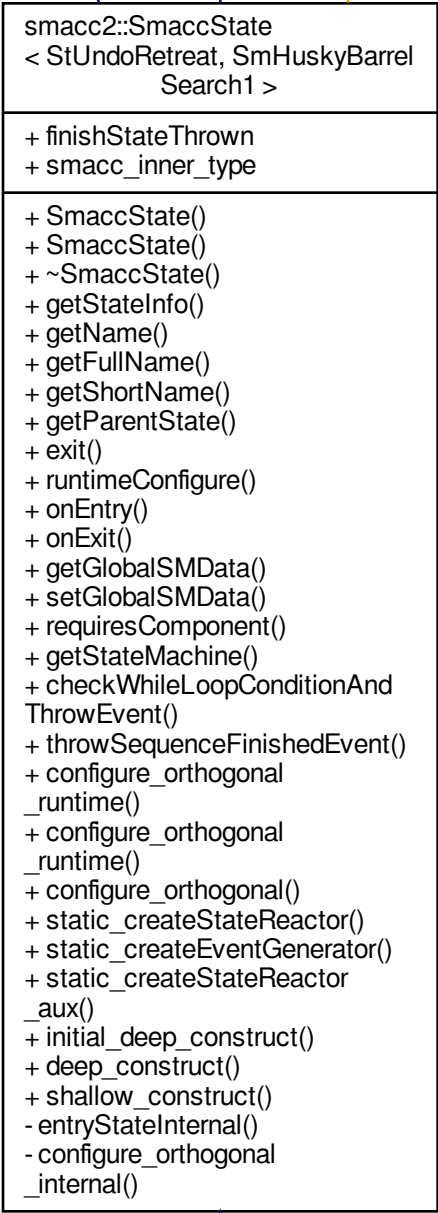 smacc2::SmaccState
< StUndoRetreat, SmHuskyBarrel
Search1 >
+ finishStateThrown
+ smacc_inner_type
+ SmaccState()
+ SmaccState()
+ ~SmaccState()
+ getStateInfo()
+ getName()
+ getFullName()
+ getShortName()
+ getParentState()
+ exit()
+ runtimeConfigure()
+ onEntry()
+ onExit()
+ getGlobalSMData()
+ setGlobalSMData()
+ requiresComponent()
+ getStateMachine()
+ checkWhileLoopConditionAnd
ThrowEvent()
+ throwSequenceFinishedEvent()
+ configure_orthogonal
_runtime()
+ configure_orthogonal
_runtime()
+ configure_orthogonal()
+ static_createStateReactor()
+ static_createEventGenerator()
+ static_createStateReactor
_aux()
+ initial_deep_construct()
+ deep_construct()
+ shallow_construct()
- entryStateInternal()
- configure_orthogonal
_internal()